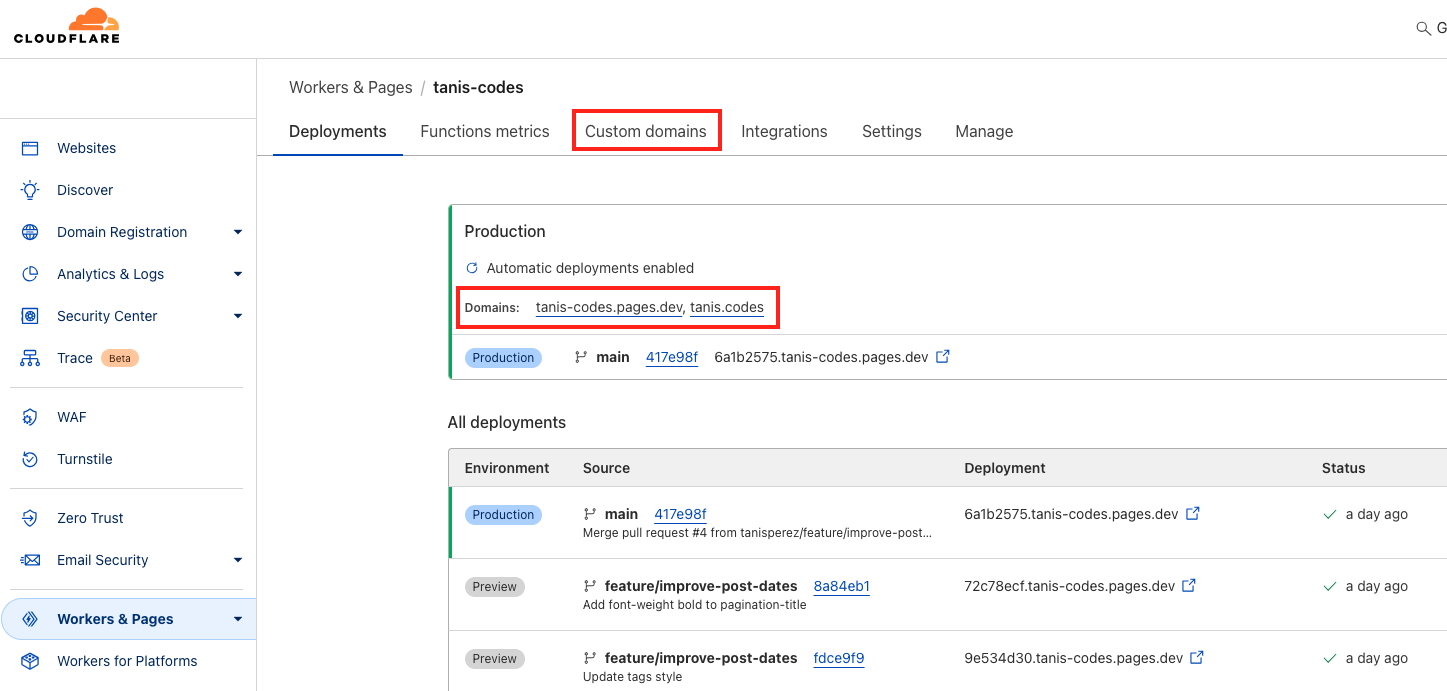 CLOUDFLARE
G
Workers & Pages / tanis-codes
Deployments Functions metrics Custom domains Integrations Settings Manage
Websites
Discover
Domain Registration
Analytics & Logs
Security Center
Trace Beta
WAF
Turnstile
Zero Trust
Email Security
Workers & Pages
Workers for Platforms
Production
Automatic deployments enabled
Domains: tanis-codes.pages.dev, tanis.codes
Production main 417e98f 6a1b2575.tanis-codes.pages.dev
All deployments
Environment Source Deployment Status
Production main 417e98f 6a1b2575.tanis-codes.pages.dev a day ago
Merge pull request #4 from tanisperez/feature/improve-post...
Preview feature/improve-post-dates 8a84eb1 72c78ecf.tanis-codes.pages.dev a day ago
Add font-weight bold to pagination-title
Preview feature/improve-post-dates fdce9f9 9e534d30.tanis-codes.pages.dev a day ago
Update tags style